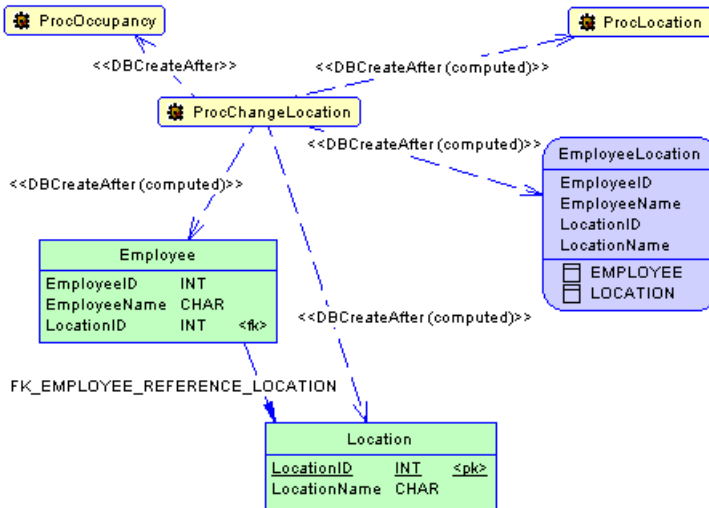 ProcOccupancy
ProcLocation
<<DBCreateAfter>>
<<DBCreateAfter (computed)>>
ProcChangeLocation
<<DBCreateAfter (computed)>>
EmployeeLocation
EmployeeID
EmployeeName
LocationID
LocationName
EMPLOYEE
LOCATION
<<DBCreateAfter (computed)>>
Employee
EmployeeID INT
EmployeeName CHAR
LocationID INT <fk>
<<DBCreateAfter (computed)>>
FK_EMPLOYEE_REFERENCE_LOCATION
Location
LocationID INT <pk>
LocationName CHAR